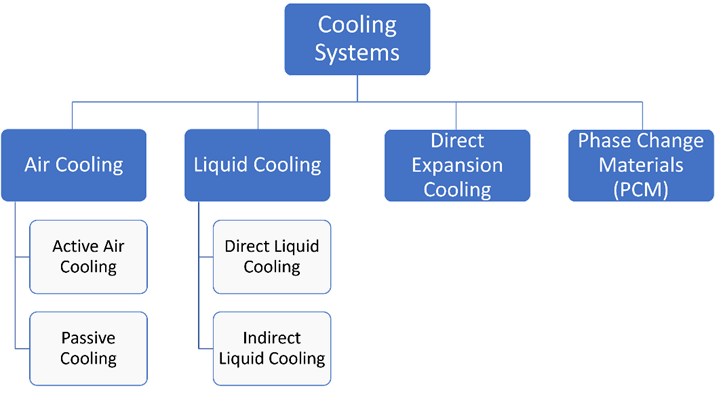 Cooling
Systems
Air Cooling
Liquid Cooling
Direct
Expansion
Cooling
Phase Change
Materials
(PCM)
Active Air
Cooling
Direct Liquid
Cooling
Passive
Cooling
Indirect
Liquid Cooling